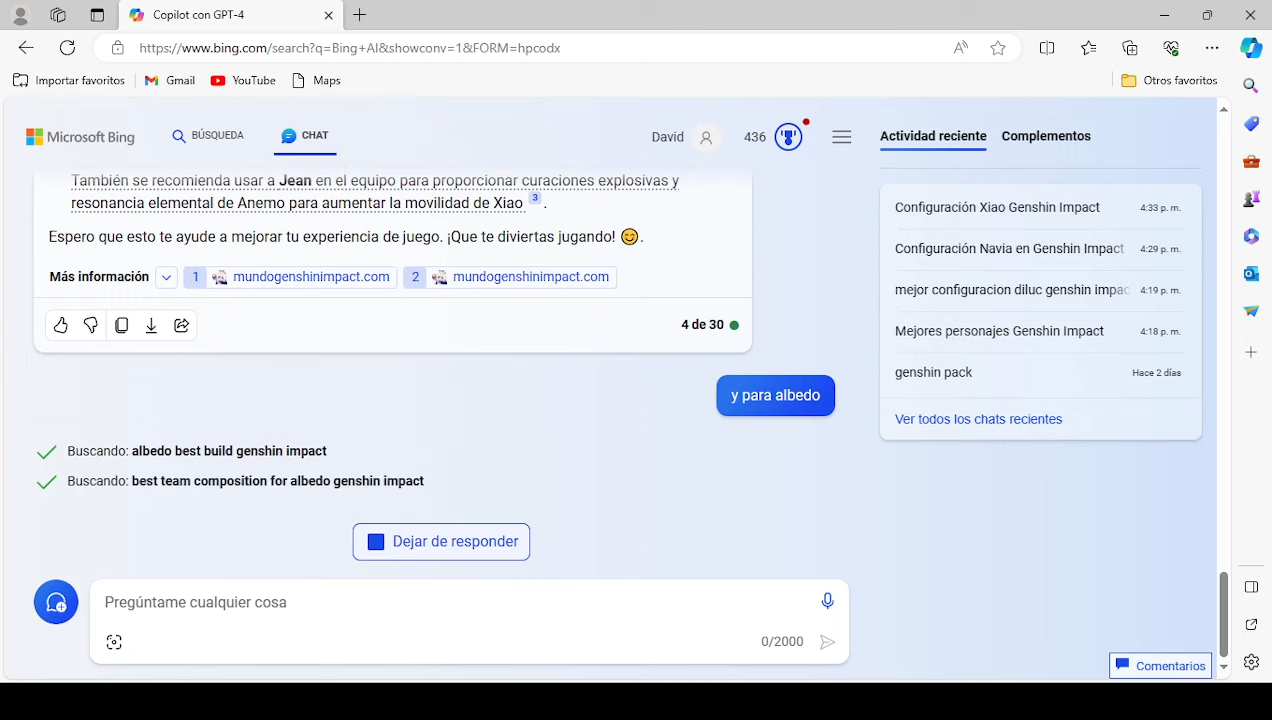 Copilot con GPT-4
https://www.bing.com/search?q=Bing+AI&showconv=1&FORM=hpcodx
Importar favoritos
Gmail
YouTube
Maps
Otros favoritos
Microsoft Bing
BÚSQUEDA
CHAT
David
436
Actividad reciente
Complementos
También se recomienda usar a Jean en el equipo para proporcionar curaciones explosivas y
resonancia elemental de Anemo para aumentar la movilidad de Xiao 3.
Espero que esto te ayude a mejorar tu experiencia de juego. ¡Que te diviertas jugando! 😊.
Más información
1 mundogenshinimpact.com
2 mundogenshinimpact.com
4 de 30
y para albedo
Buscando: albedo best build genshin impact
Buscando: best team composition for albedo genshin impact
Dejar de responder
Pregúntame cualquier cosa
0/2000
Configuración Xiao Genshin Impact 4:33 p. m.
Configuración Navia en Genshin Impact 4:29 p. m.
mejor configuracion diluc genshin impac 4:19 p. m.
Mejores personajes Genshin Impact 4:18 p. m.
genshin pack Hace 2 días
Ver todos los chats recientes
Comentarios